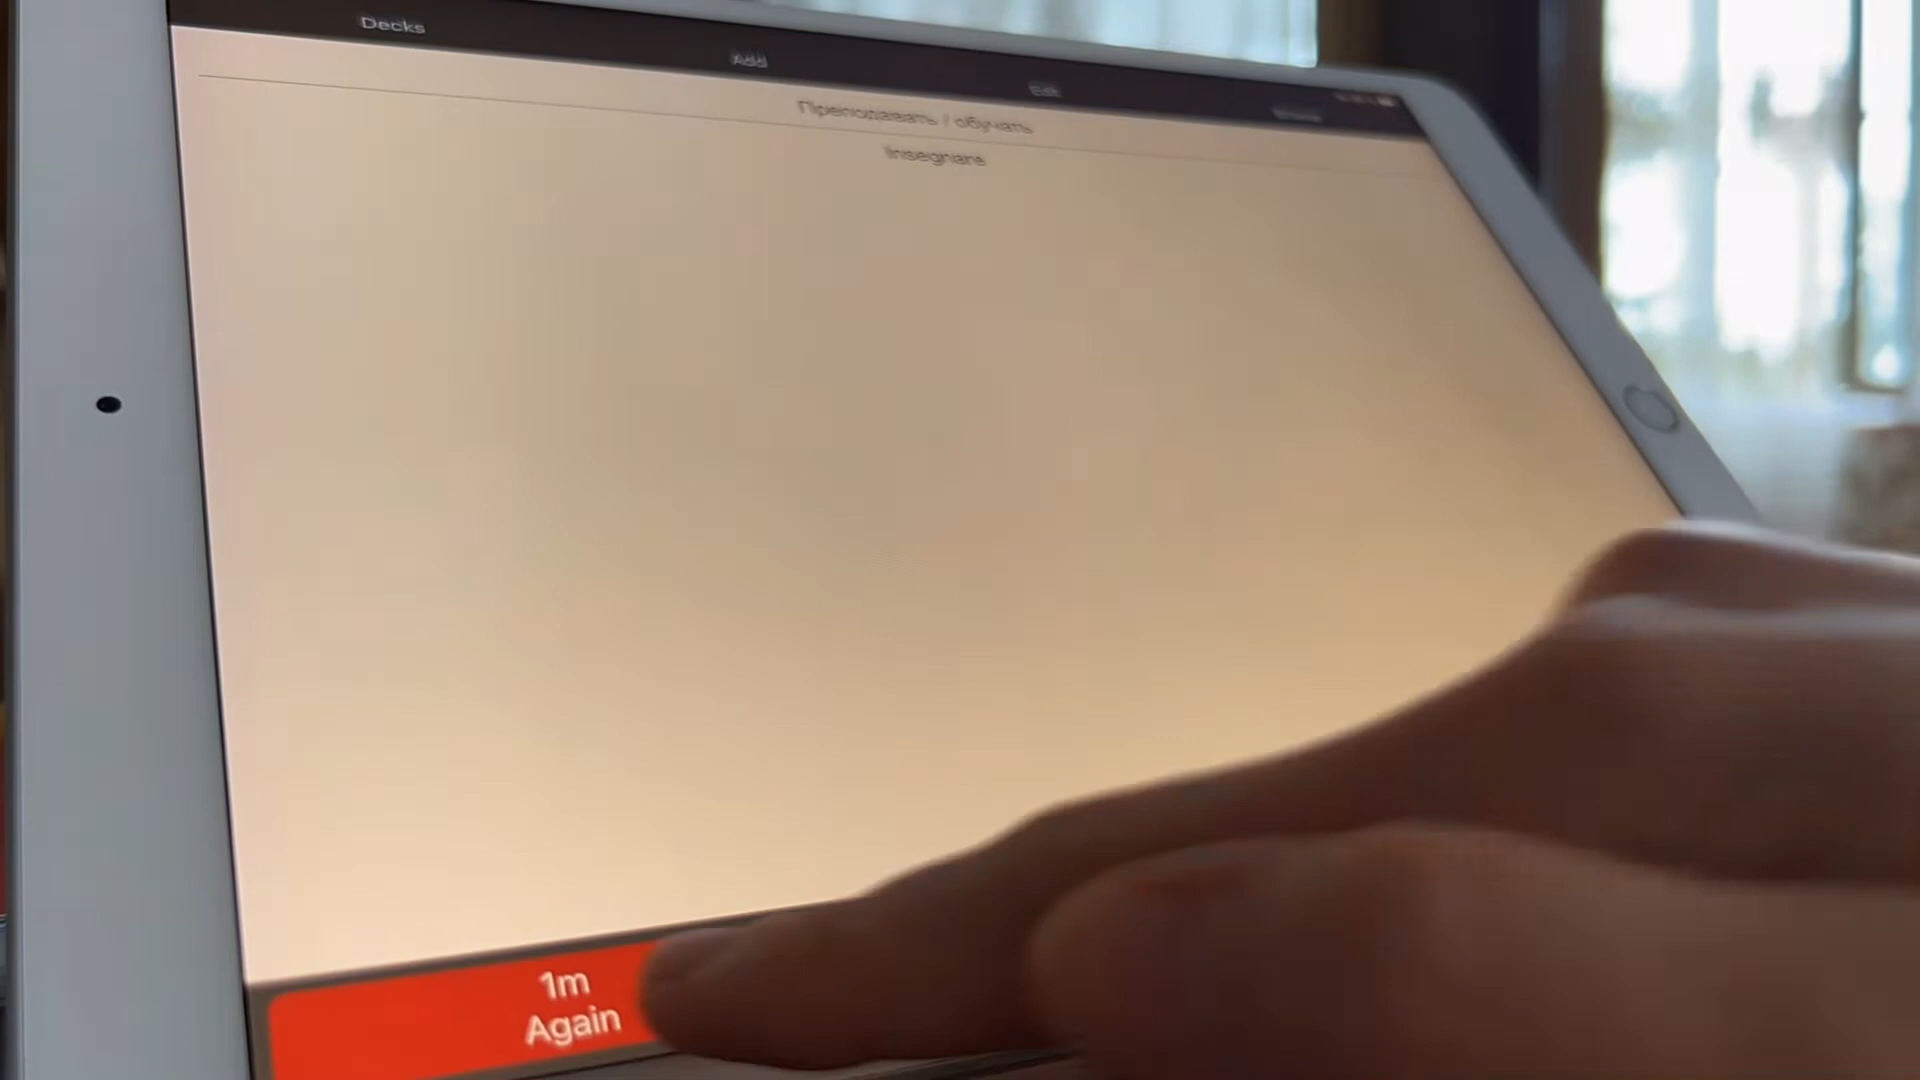 Decks
Add
Edit
Преподавать / обучать
Insegnare
1m
Again